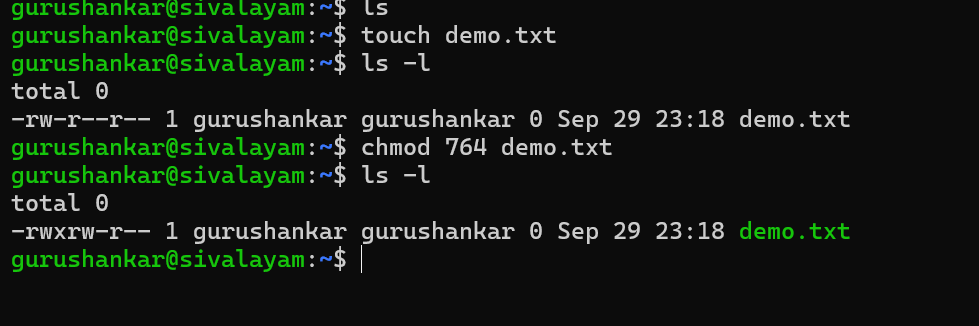 gurushankar@sivalayam:~$ ls
gurushankar@sivalayam:~$ touch demo.txt
gurushankar@sivalayam:~$ ls -l
total 0
-rw-r--r-- 1 gurushankar gurushankar 0 Sep 29 23:18 demo.txt
gurushankar@sivalayam:~$ chmod 764 demo.txt
gurushankar@sivalayam:~$ ls -l
total 0
-rwxrw-r-- 1 gurushankar gurushankar 0 Sep 29 23:18 demo.txt
gurushankar@sivalayam:~$